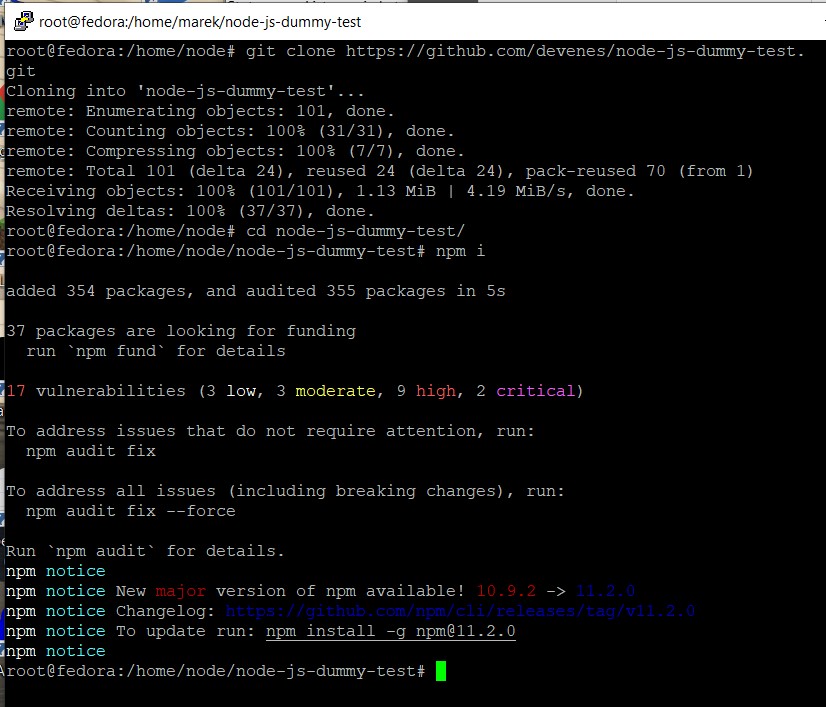 root@fedora:/home/marek/node-js-dummy-test
root@fedora:/home/node# git clone https://github.com/devenes/node-js-dummy-test.
git
Cloning into 'node-js-dummy-test'...
remote: Enumerating objects: 101, done.
remote: Counting objects: 100% (31/31), done.
remote: Compressing objects: 100% (7/7), done.
remote: Total 101 (delta 24), reused 24 (delta 24), pack-reused 70 (from 1)
Receiving objects: 100% (101/101), 1.13 MiB | 4.19 MiB/s, done.
Resolving deltas: 100% (37/37), done.
root@fedora:/home/node# cd node-js-dummy-test/
root@fedora:/home/node/node-js-dummy-test# npm i
added 354 packages, and audited 355 packages in 5s
37 packages are looking for funding
  run `npm fund` for details
17 vulnerabilities (3 low, 3 moderate, 9 high, 2 critical)
To address issues that do not require attention, run:
  npm audit fix
To address all issues (including breaking changes), run:
  npm audit fix --force
Run `npm audit` for details.
npm notice
npm notice New major version of npm available! 10.9.2 -> 11.2.0
npm notice Changelog: https://github.com/npm/cli/releases/tag/v11.2.0
npm notice To update run: npm install -g npm@11.2.0
npm notice
root@fedora:/home/node/node-js-dummy-test#